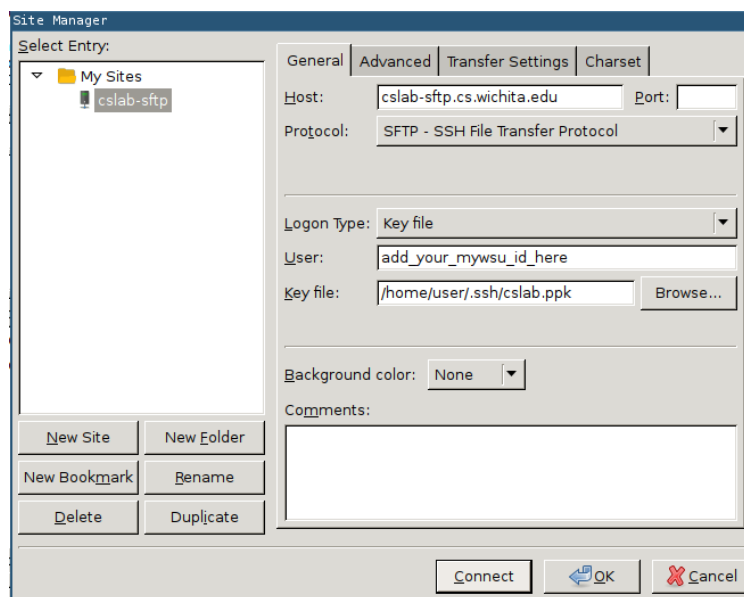 Site Manager
Select Entry:
My Sites
cslab-sftp
New Site
New Folder
New Bookmark
Rename
Delete
Duplicate
General
Advanced
Transfer Settings
Charset
Host:
cslab-sftp.cs.wichita.edu
Port:
Protocol:
SFTP - SSH File Transfer Protocol
Logon Type:
Key file
User:
add_your_mywsu_id_here
Key file:
/home/user/.ssh/cslab.ppk
Browse...
Background color:
None
Comments:
Connect
OK
Cancel